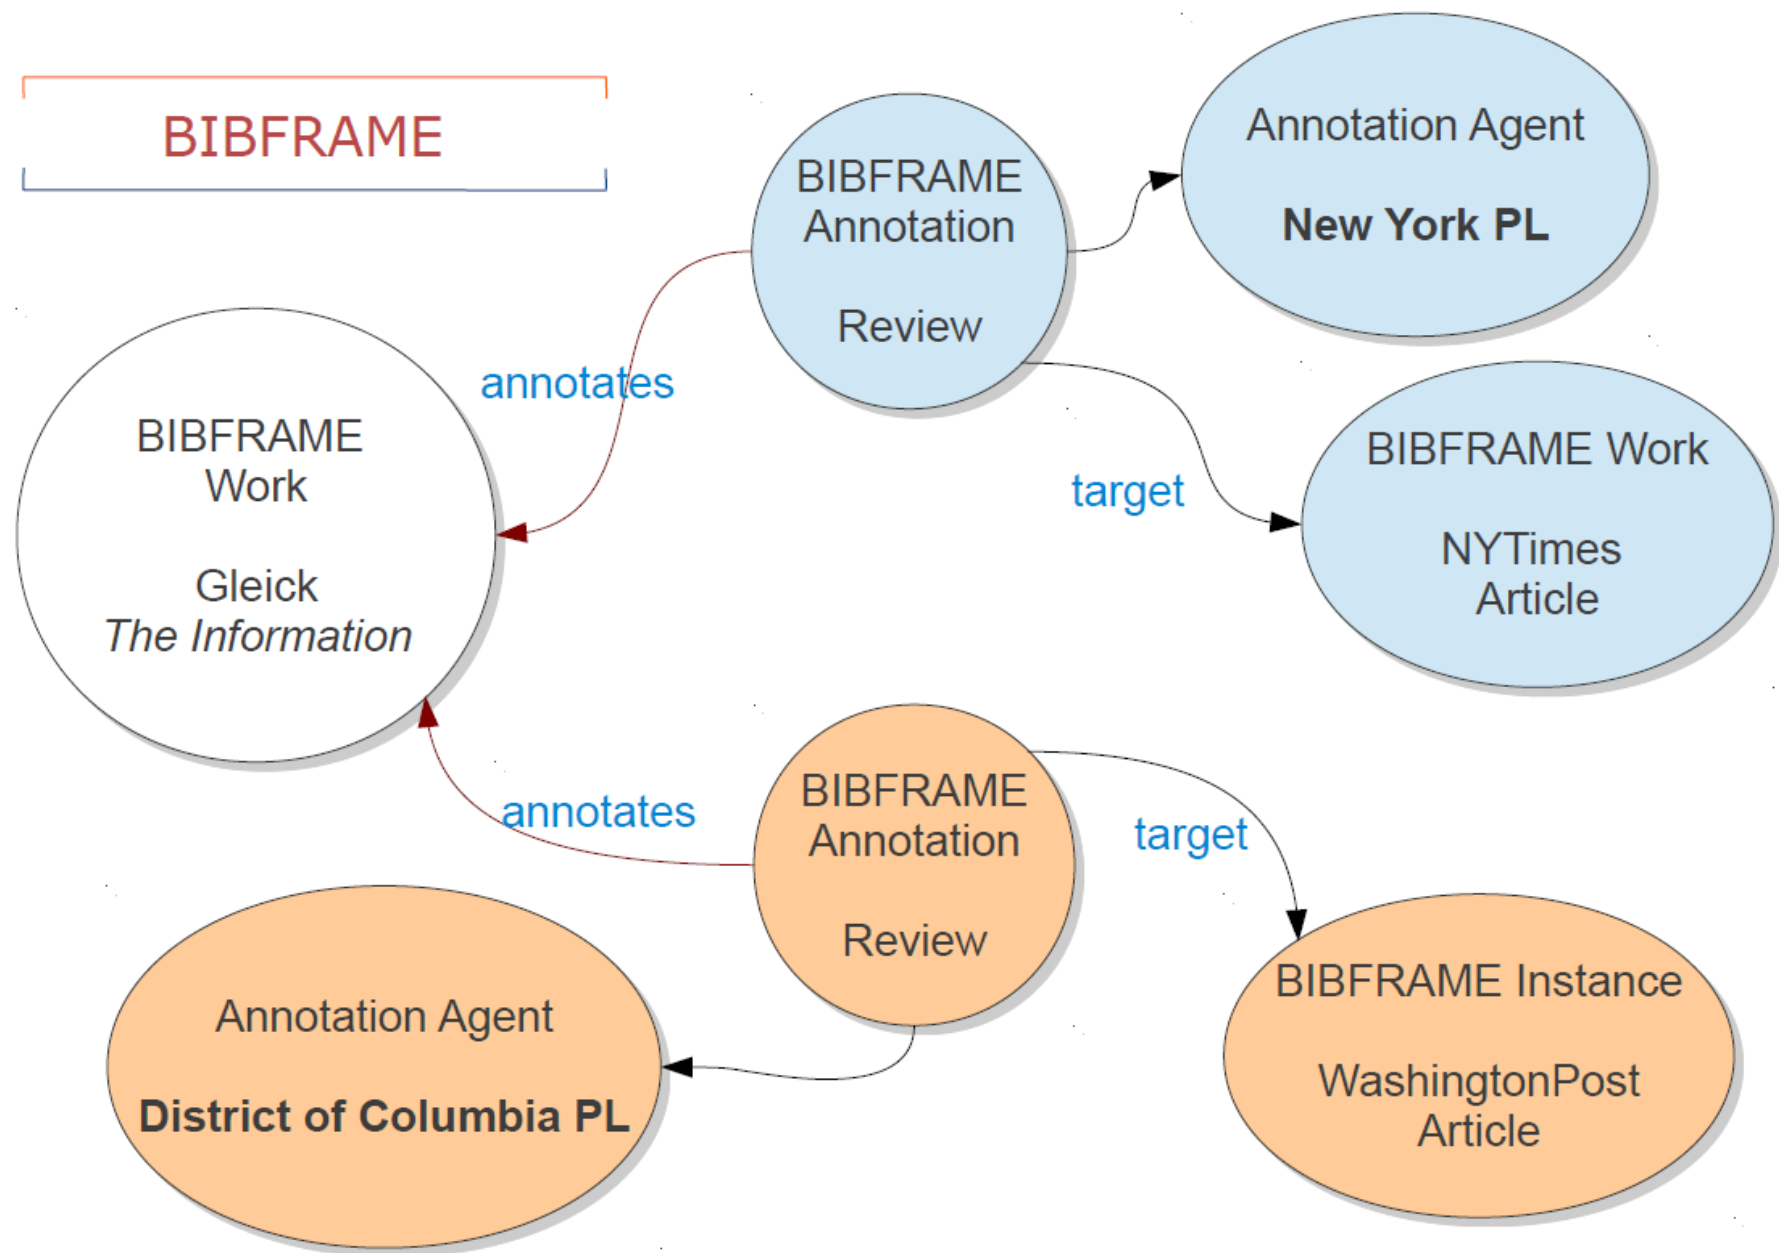 BIBFRAME
BIBFRAME
Annotation
Review
Annotation Agent
New York PL
annotates
BIBFRAME
Work
Gleick
The Information
target
BIBFRAME Work
NYTimes
Article
annotates
BIBFRAME
Annotation
Review
target
Annotation Agent
District of Columbia PL
BIBFRAME Instance
WashingtonPost
Article